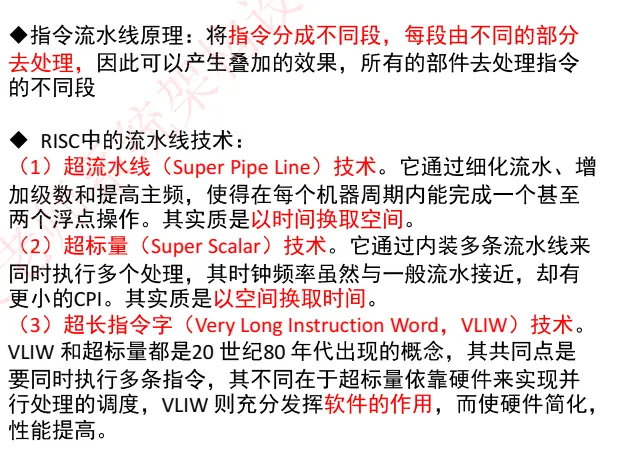 ◆指令流水线原理：将指令分成不同段，每段由不同的部分
去处理，因此可以产生叠加的效果，所有的部件去处理指令
的不同段
◆ RISC中的流水线技术：
（1）超流水线（Super Pipe Line）技术。它通过细化流水、增
加级数和提高主频，使得在每个机器周期内能完成一个甚至
两个浮点操作。其实质是以时间换取空间。
（2）超标量（Super Scalar）技术。它通过内装多条流水线来
同时执行多个处理，其时钟频率虽然与一般流水接近，却有
更小的CPI。其实质是以空间换取时间。
（3）超长指令字（Very Long Instruction Word，VLIW）技术。
VLIW 和超标量都是20 世纪80 年代出现的概念，其共同点是
要同时执行多条指令，其不同在于超标量依靠硬件来实现并
行处理的调度，VLIW 则充分发挥软件的作用，而使硬件简化，
性能提高。